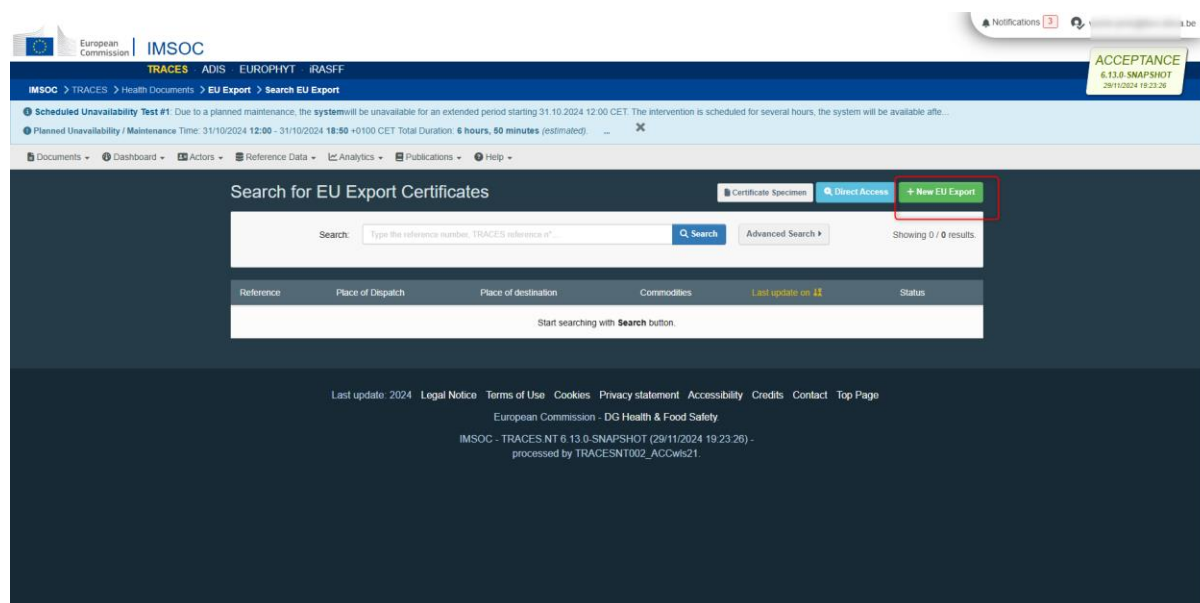 Notifications 3
a.be
European
Commission
IMSOC
TRACES ADIS EUROPHYT iRASFF
ACCEPTANCE
6.13.0-SNAPSHOT
29/11/2024 19:23:26
IMSOC > TRACES > Health Documents > EU Export > Search EU Export
Scheduled Unavailability Test #1: Due to a planned maintenance, the systemwill be unavailable for an extended period starting 31.10.2024 12:00 CET. The intervention is scheduled for several hours, the system will be available afte...
Planned Unavailability / Maintenance Time: 31/10/2024 12:00 - 31/10/2024 18:50 +0100 CET Total Duration: 6 hours, 50 minutes (estimated). ...
Documents Dashboard Actors Reference Data Analytics Publications Help
Search for EU Export Certificates
Certificate Specimen Direct Access + New EU Export
Search: Type the reference number, TRACES reference n°... Search Advanced Search Showing 0 / 0 results.
Reference Place of Dispatch Place of destination Commodities Last update on Status
Start searching with Search button.
Last update: 2024 Legal Notice Terms of Use Cookies Privacy statement Accessibility Credits Contact Top Page
European Commission - DG Health & Food Safety.
IMSOC - TRACES.NT 6.13.0-SNAPSHOT (29/11/2024 19:23:26) -
processed by TRACESNT002_ACCwls21.